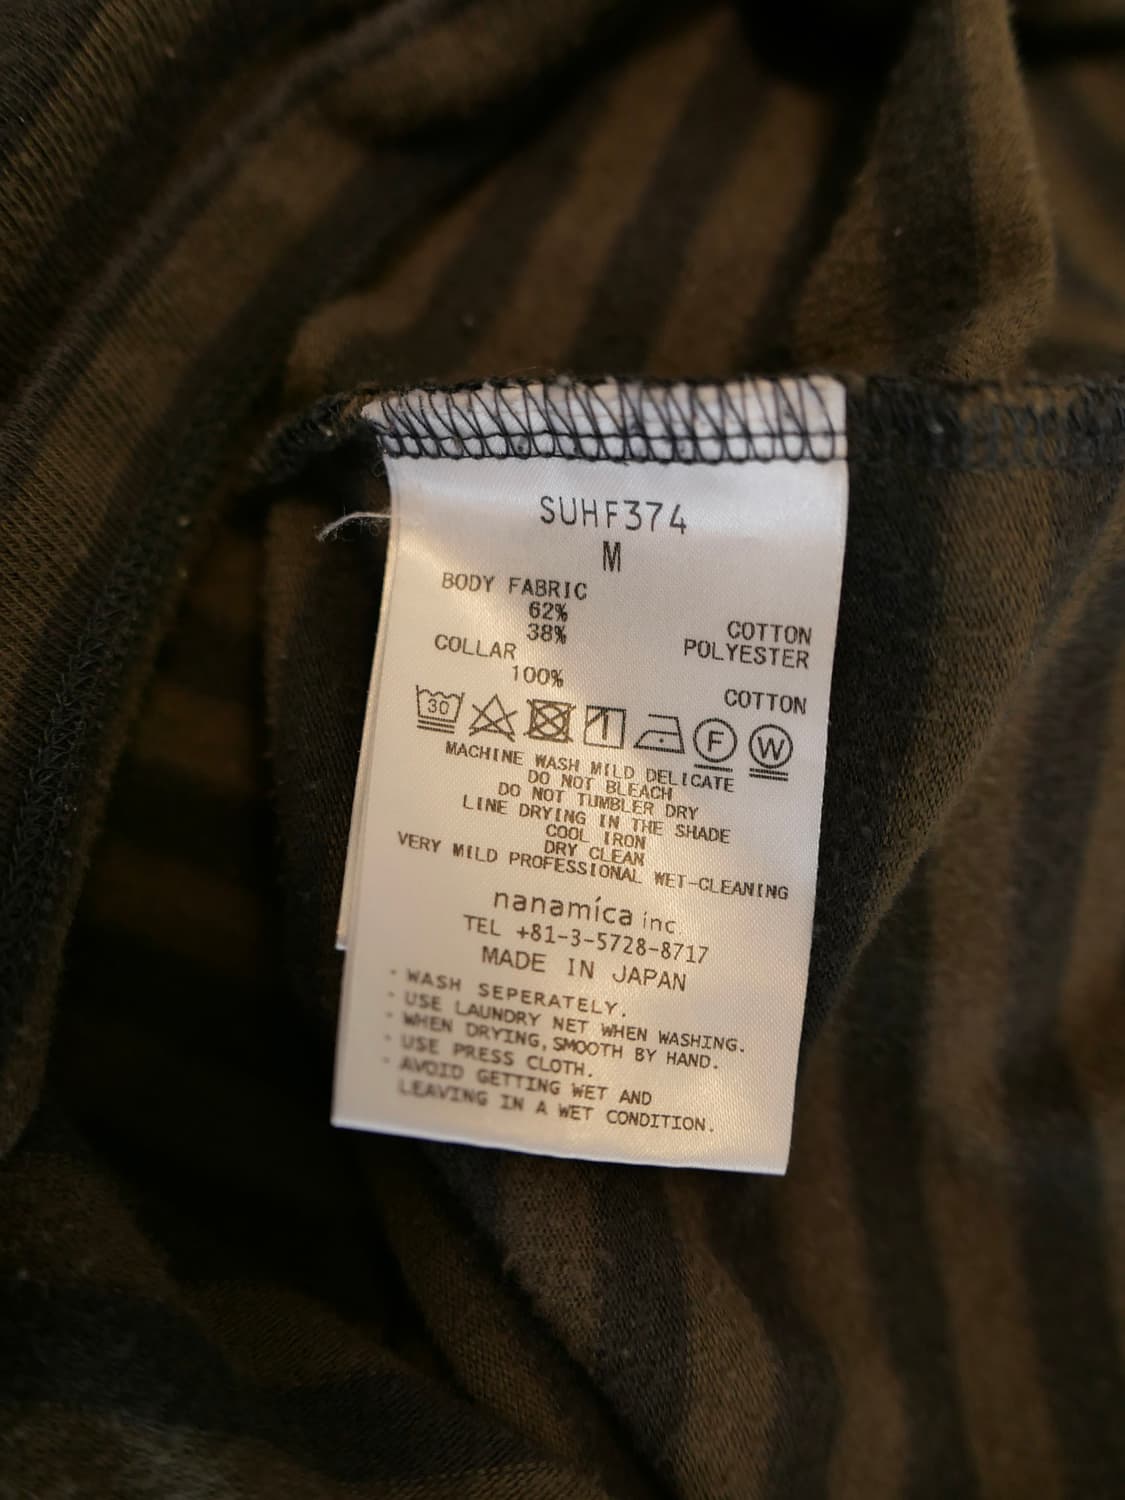 SUHF374
M
BODY FABRIC
62% COTTON
38% POLYESTER
COLLAR
100% COTTON
30 F W
MACHINE WASH MILD DELICATE
DO NOT BLEACH
DO NOT TUMBLER DRY
LINE DRYING IN THE SHADE
COOL IRON
DRY CLEAN
VERY MILD PROFESSIONAL WET-CLEANING
nanamica inc.
TEL +81-3-5728-8717
MADE IN JAPAN
· WASH SEPERATELY.
· USE LAUNDRY NET WHEN WASHING.
· WHEN DRYING, SMOOTH BY HAND.
· USE PRESS CLOTH.
· AVOID GETTING WET AND
LEAVING IN A WET CONDITION.